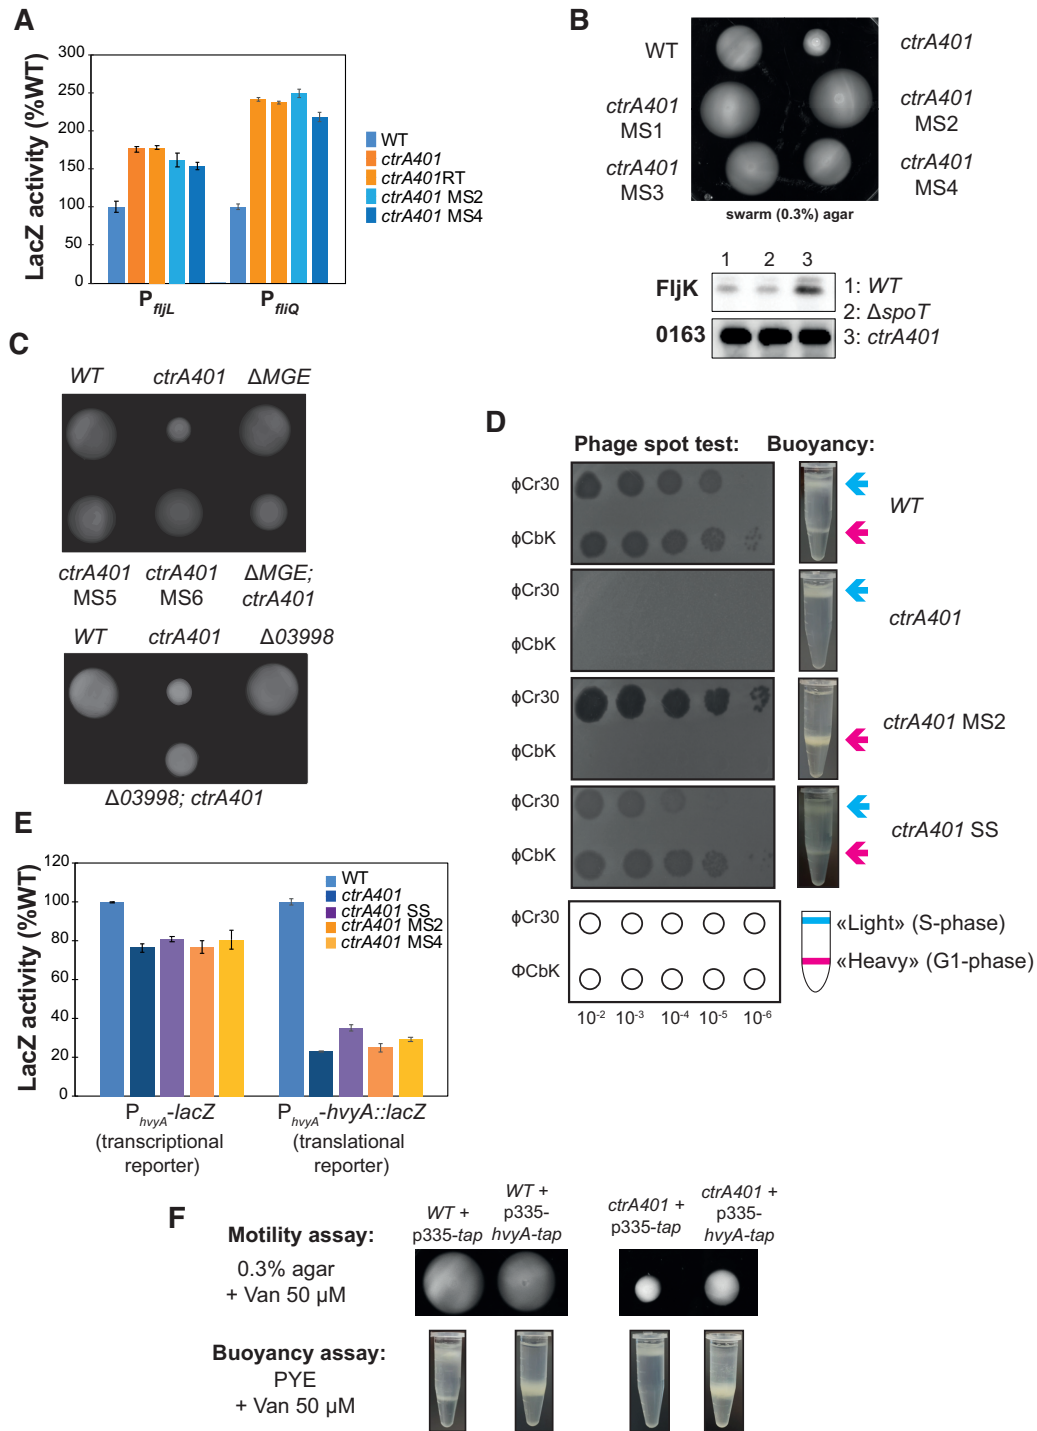 A
LacZ activity (%WT)
300
250
200
150
100
50
0
PfljL
PfliQ
WT
ctrA401
ctrA401RT
ctrA401 MS2
ctrA401 MS4
B
WT
ctrA401
ctrA401
MS1
ctrA401
MS2
ctrA401
MS3
ctrA401
MS4
swarm (0.3%) agar
1 2 3
FljK
0163
1: WT
2: ΔspoT
3: ctrA401
C
WT ctrA401 ΔMGE
ctrA401
MS5
ctrA401
MS6
ΔMGE;
ctrA401
WT ctrA401 Δ03998
Δ03998; ctrA401
D
Phage spot test: Buoyancy:
ϕCr30
ϕCbK
WT
ϕCr30
ϕCbK
ctrA401
ϕCr30
ϕCbK
ctrA401 MS2
ϕCr30
ϕCbK
ctrA401 SS
ϕCr30
ΦCbK
10-2 10-3 10-4 10-5 10-6
«Light» (S-phase)
«Heavy» (G1-phase)
E
LacZ activity (%WT)
120
100
80
60
40
20
0
WT
ctrA401
ctrA401 SS
ctrA401 MS2
ctrA401 MS4
PhvyA-lacZ
(transcriptional
reporter)
PhvyA-hvyA::lacZ
(translational
reporter)
F
Motility assay:
0.3% agar
+ Van 50 µM
WT +
p335-tap
WT +
p335-
hvyA-tap
ctrA401 +
p335-tap
ctrA401 +
p335-
hvyA-tap
Buoyancy assay:
PYE
+ Van 50 µM